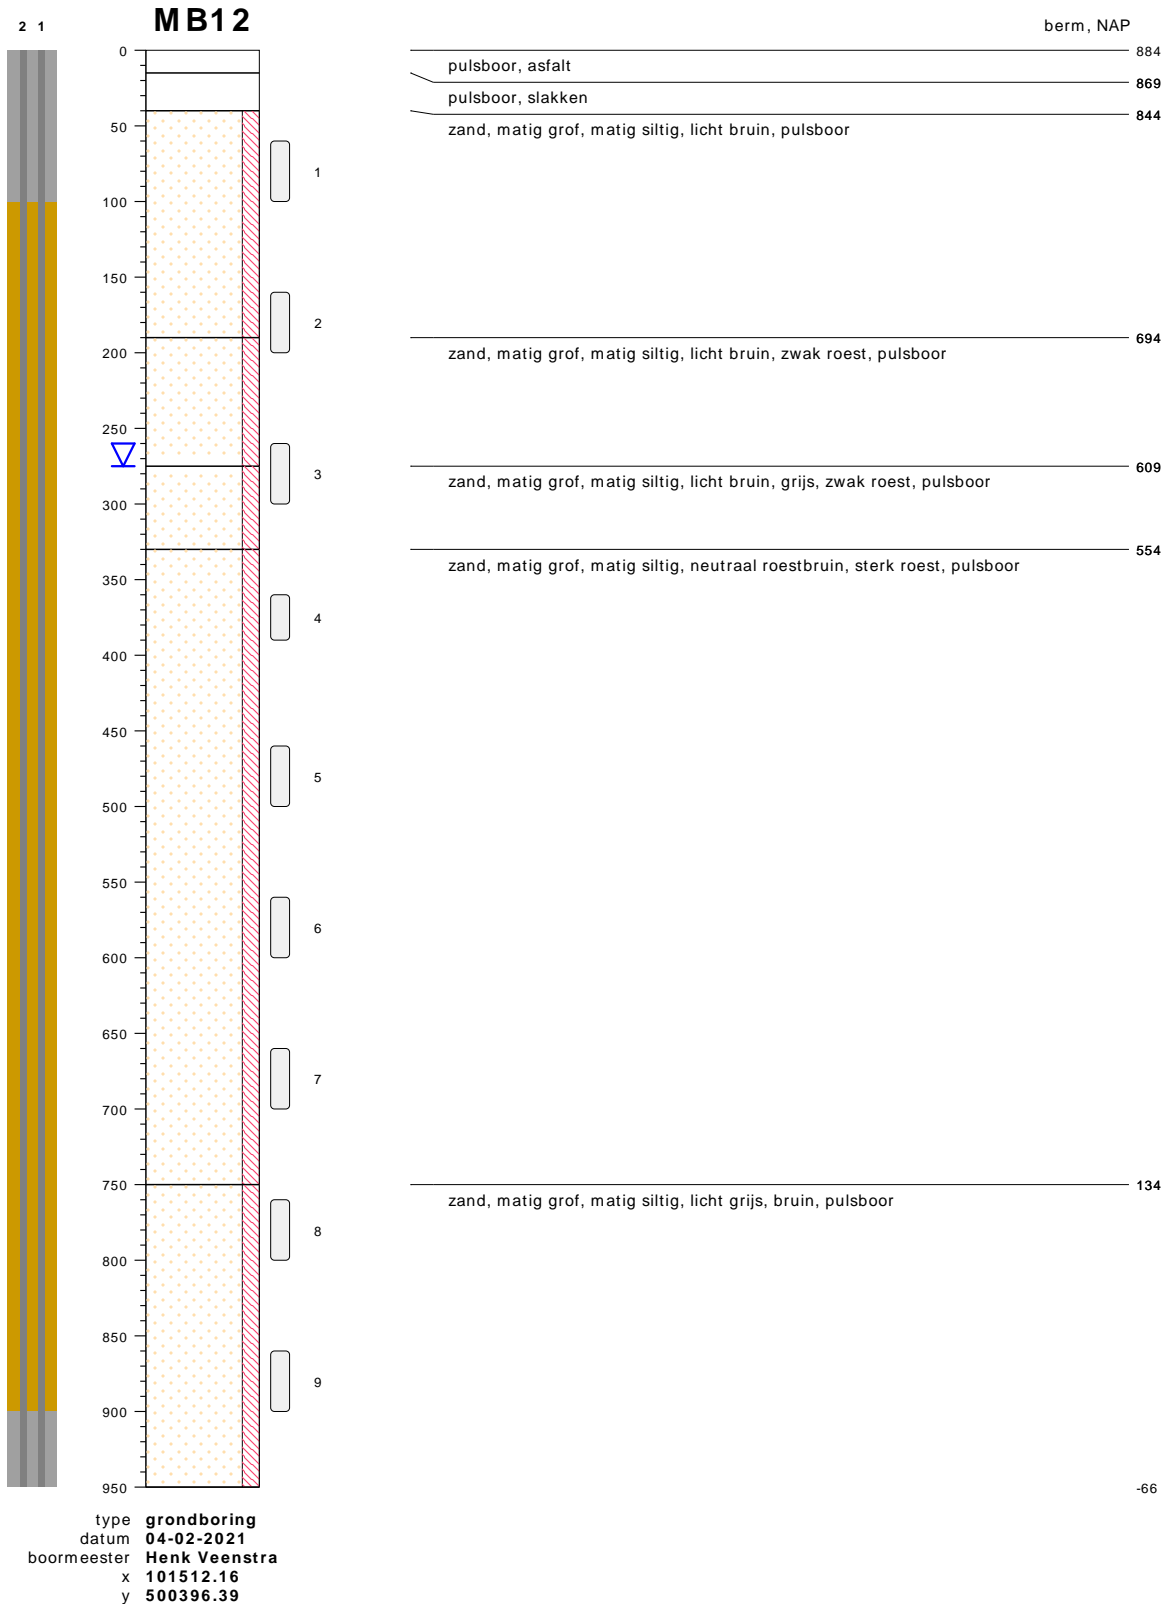 MB12
2 1
berm, NAP
0
884
pulsboor, asfalt
869
pulsboor, slakken
844
50
zand, matig grof, matig siltig, licht bruin, pulsboor
1
100
150
2
694
200
zand, matig grof, matig siltig, licht bruin, zwak roest, pulsboor
250
609
3
zand, matig grof, matig siltig, licht bruin, grijs, zwak roest, pulsboor
300
554
zand, matig grof, matig siltig, neutraal roestbruin, sterk roest, pulsboor
350
4
400
450
5
500
550
6
600
650
7
700
750
134
zand, matig grof, matig siltig, licht grijs, bruin, pulsboor
8
800
850
9
900
950
-66
type grondboring
datum 04-02-2021
boormeester Henk Veenstra
x 101512.16
y 500396.39